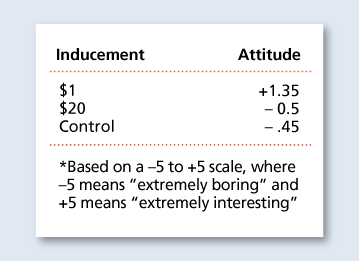 Inducement Attitude
$1 +1.35
$20 – 0.5
Control – .45
*Based on a –5 to +5 scale, where
–5 means “extremely boring” and
+5 means “extremely interesting”